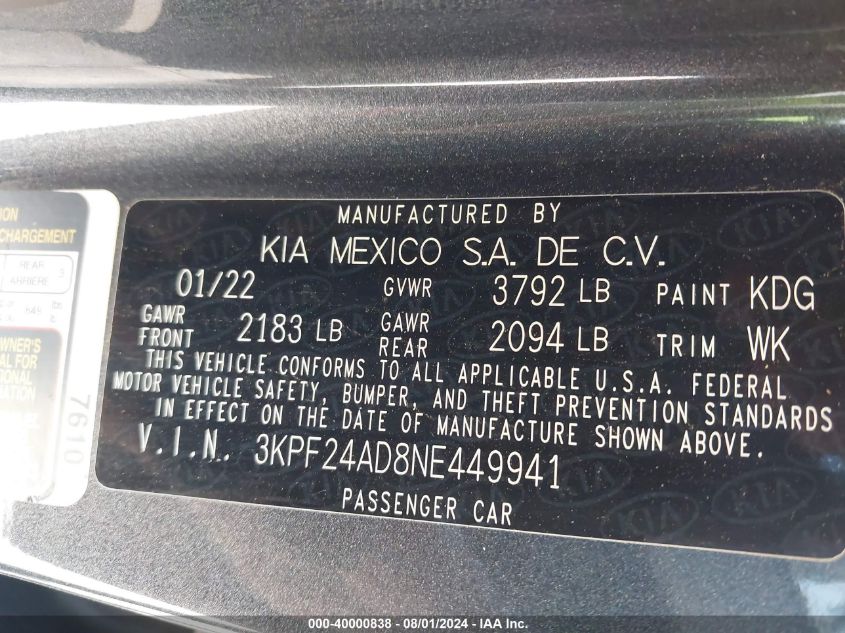 MANUFACTURED BY
KIA MEXICO S.A. DE C.V.
01/22 GVWR 3792 LB PAINT KDG
GAWR FRONT 2183 LB GAWR REAR 2094 LB TRIM WK
THIS VEHICLE CONFORMS TO ALL APPLICABLE U.S.A. FEDERAL
MOTOR VEHICLE SAFETY, BUMPER, AND THEFT PREVENTION STANDARDS
IN EFFECT ON THE DATE OF MANUFACTURE SHOWN ABOVE.
V.I.N. 3KPF24AD8NE449941
PASSENGER CAR
CHARGEMENT
REAR 3
ARRIERE
7610
000-40000838 - 08/01/2024 - IAA Inc.